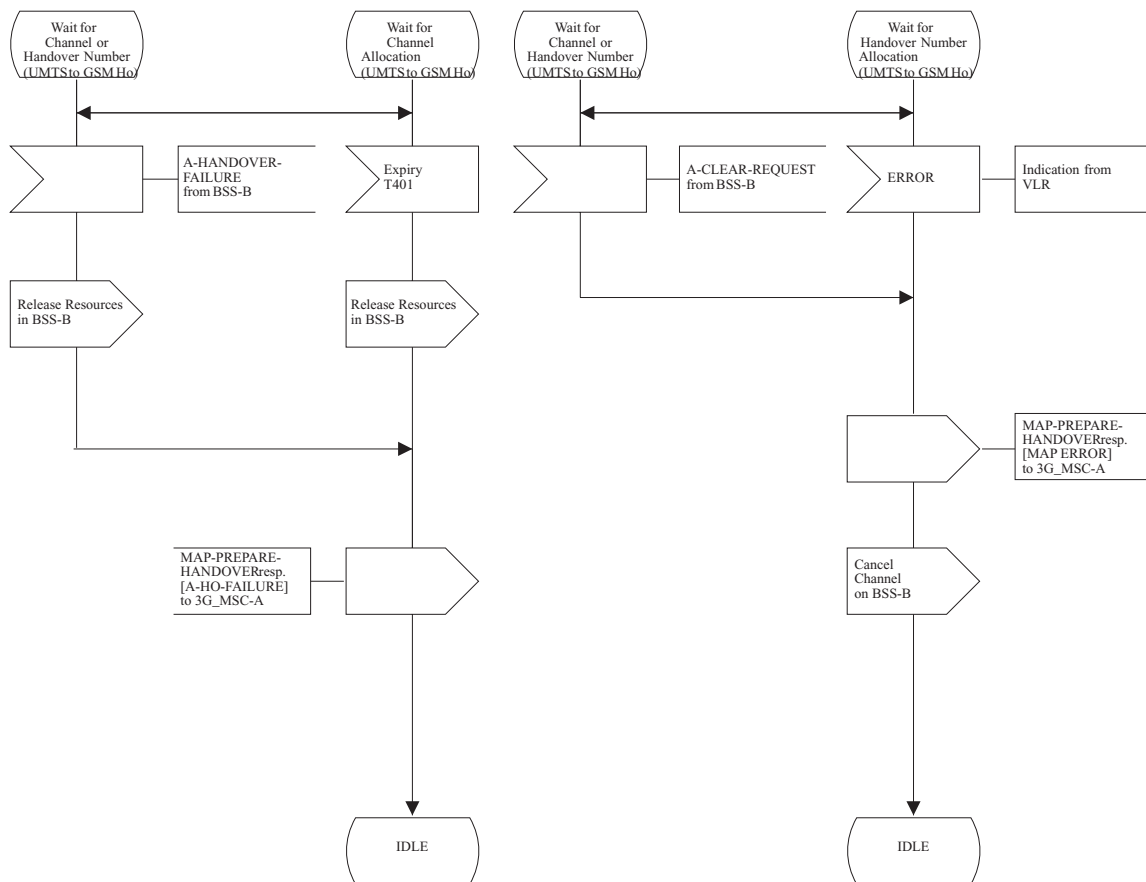 Wait for
Channel or
Handover Number
(UMTS to GSM Ho)
Wait for
Channel
Allocation
(UMTS to GSM Ho)
Wait for
Channel or
Handover Number
(UMTS to GSM Ho)
Wait for
Handover Number
Allocation
(UMTS to GSM Ho)
A-HANDOVER-
FAILURE
from BSS-B
Expiry
T401
A-CLEAR-REQUEST
from BSS-B
ERROR
Indication from
VLR
Release Resources
in BSS-B
Release Resources
in BSS-B
MAP-PREPARE-
HANDOVERresp.
[MAP ERROR]
to 3G_MSC-A
MAP-PREPARE-
HANDOVERresp.
[A-HO-FAILURE]
to 3G_MSC-A
Cancel
Channel
on BSS-B
IDLE
IDLE